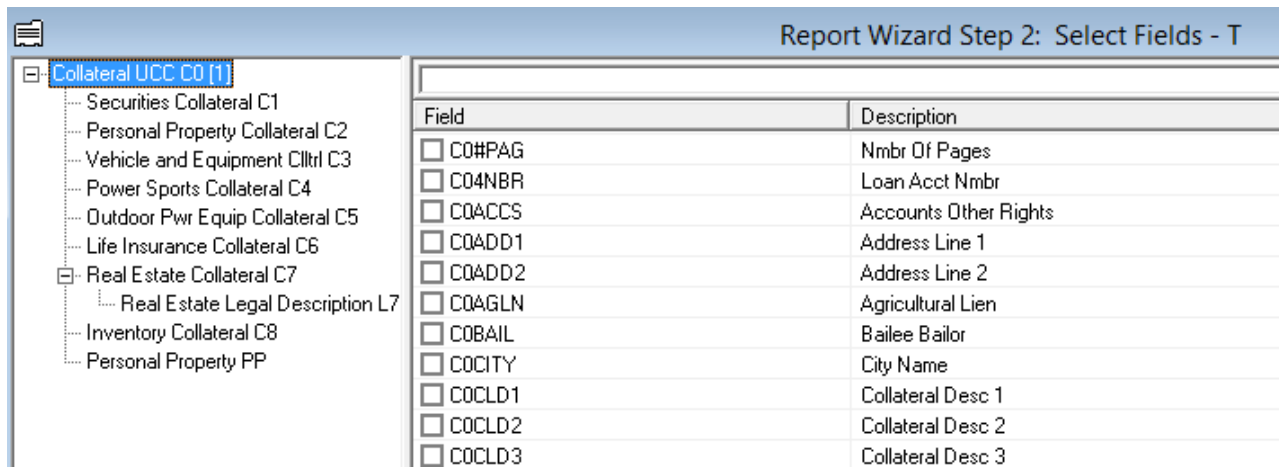 Report Wizard Step 2: Select Fields - T
Collateral UCC C0 [1]
Securities Collateral C1
Personal Property Collateral C2
Vehicle and Equipment Clltrl C3
Power Sports Collateral C4
Outdoor Pwr Equip Collateral C5
Life Insurance Collateral C6
Real Estate Collateral C7
Real Estate Legal Description L7
Inventory Collateral C8
Personal Property PP
Field Description
C0#PAG Nmbr Of Pages
C04NBR Loan Acct Nmbr
C0ACCS Accounts Other Rights
C0ADD1 Address Line 1
C0ADD2 Address Line 2
C0AGLN Agricultural Lien
C0BAIL Bailee Bailor
C0CITY City Name
C0CLD1 Collateral Desc 1
C0CLD2 Collateral Desc 2
C0CLD3 Collateral Desc 3